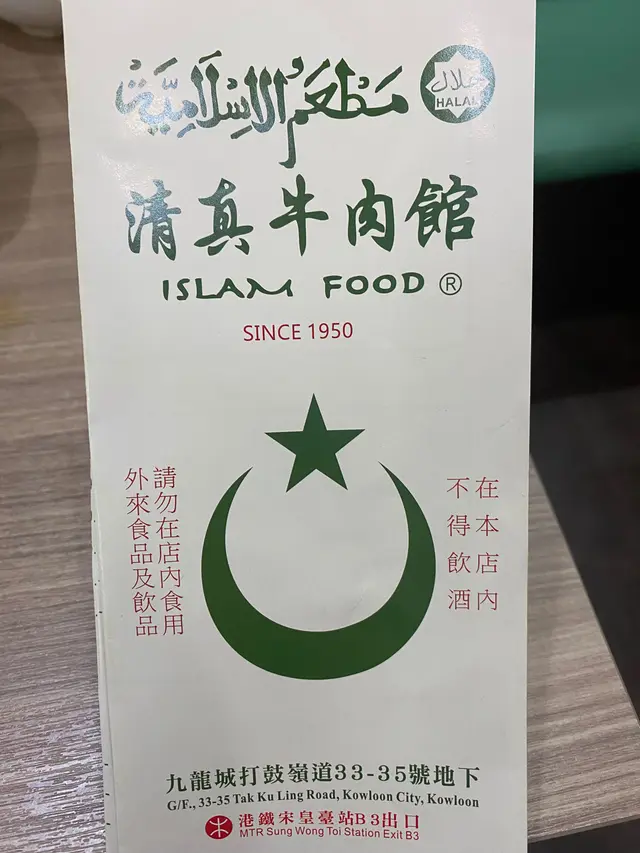 مطعم الإسلامية
حلال
HALAL
清真牛肉館
ISLAM FOOD ®
SINCE 1950
請勿在店內食用
外來食品及飲品
在本店內
不得飲酒
九龍城打鼓嶺道33-35號地下
G/F., 33-35 Tak Ku Ling Road, Kowloon City, Kowloon
港鐵宋皇臺站B3出口
MTR Sung Wong Toi Station Exit B3